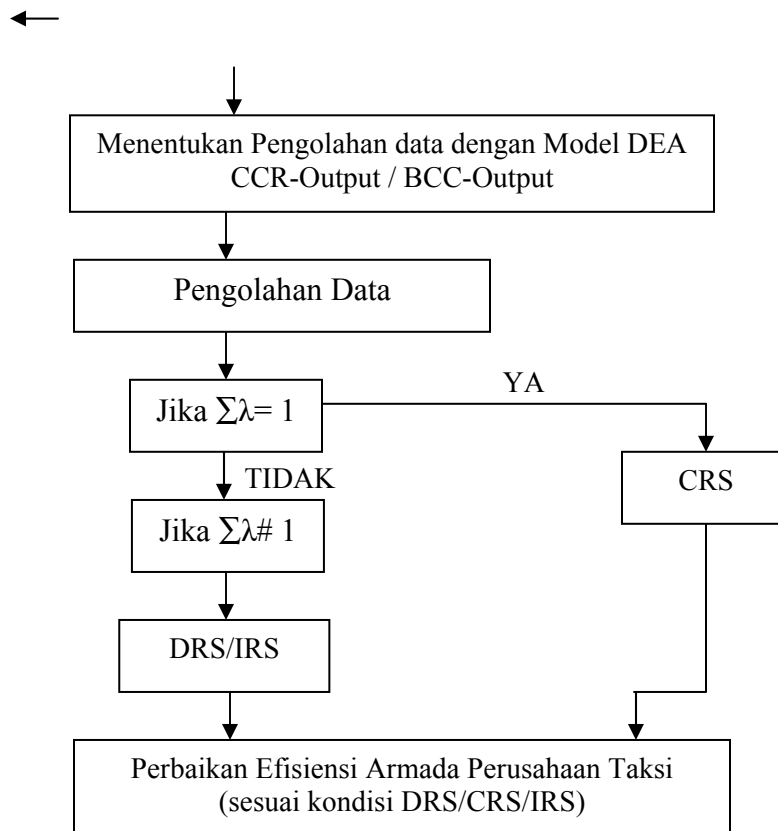 Menentukan Pengolahan data dengan Model DEA
CCR-Output / BCC-Output
Pengolahan Data
Jika ∑λ= 1
YA
TIDAK
CRS
Jika ∑λ# 1
DRS/IRS
Perbaikan Efisiensi Armada Perusahaan Taksi
(sesuai kondisi DRS/CRS/IRS)